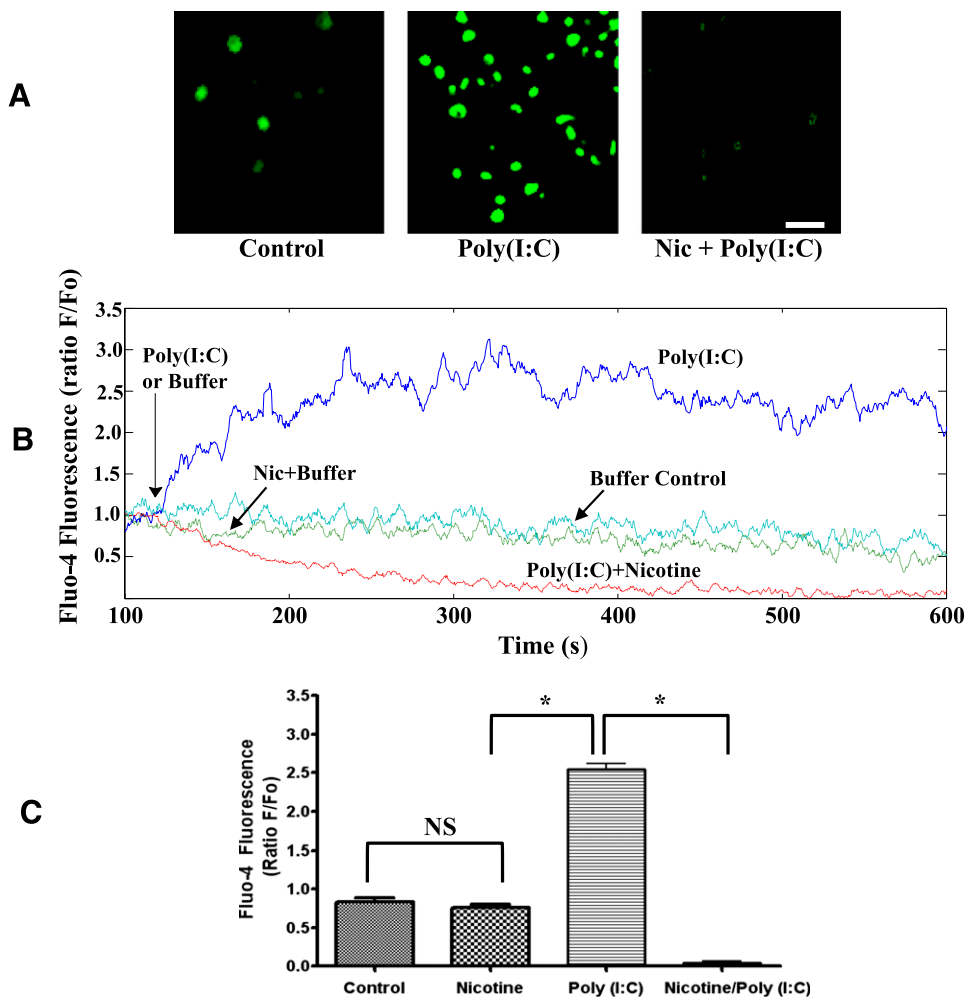 A
Control
Poly(I:C)
Nic + Poly(I:C)
B
Fluo-4 Fluorescence (ratio F/Fo)
3.5
3.0
2.5
2.0
1.5
1.0
0.5
Poly(I:C)
or Buffer
Poly(I:C)
Nic+Buffer
Buffer Control
Poly(I:C)+Nicotine
100
200
300
400
500
600
Time (s)
C
Fluo-4 Fluorescence
(Ratio F/Fo)
3.5
3.0
2.5
2.0
1.5
1.0
0.5
0.0
NS
*
*
Control
Nicotine
Poly (I:C)
Nicotine/Poly (I:C)